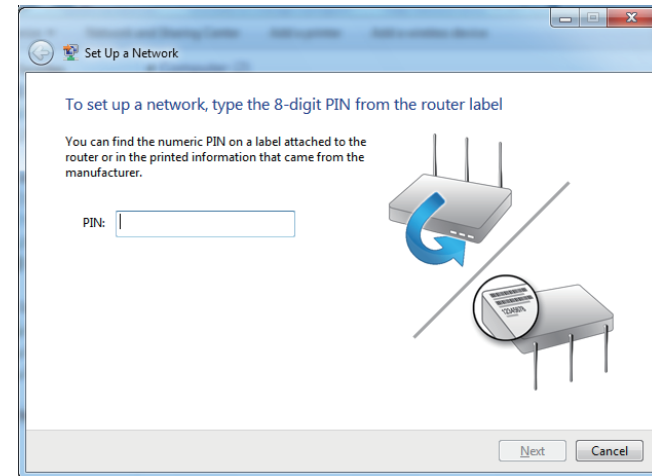 Set Up a Network
To set up a network, type the 8-digit PIN from the router label
You can find the numeric PIN on a label attached to the
router or in the printed information that came from the
manufacturer.
PIN:
12345678
Next
Cancel